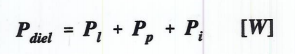 P_diel = P_l + P_p + P_i [W]